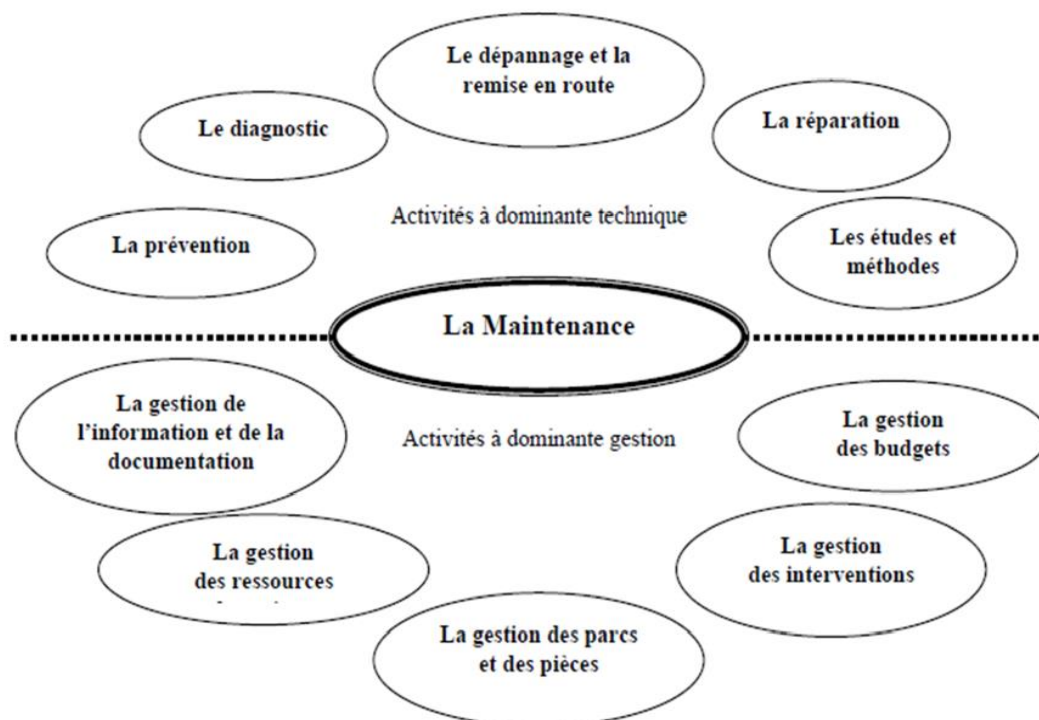 Le dépannage et la
remise en route
Le diagnostic
La réparation
Activités à dominante technique
La prévention
Les études et
méthodes
La Maintenance
La gestion de
l'information et de la
documentation
Activités à dominante gestion
La gestion
des budgets
La gestion
des ressources
La gestion
des interventions
La gestion des parcs
et des pièces